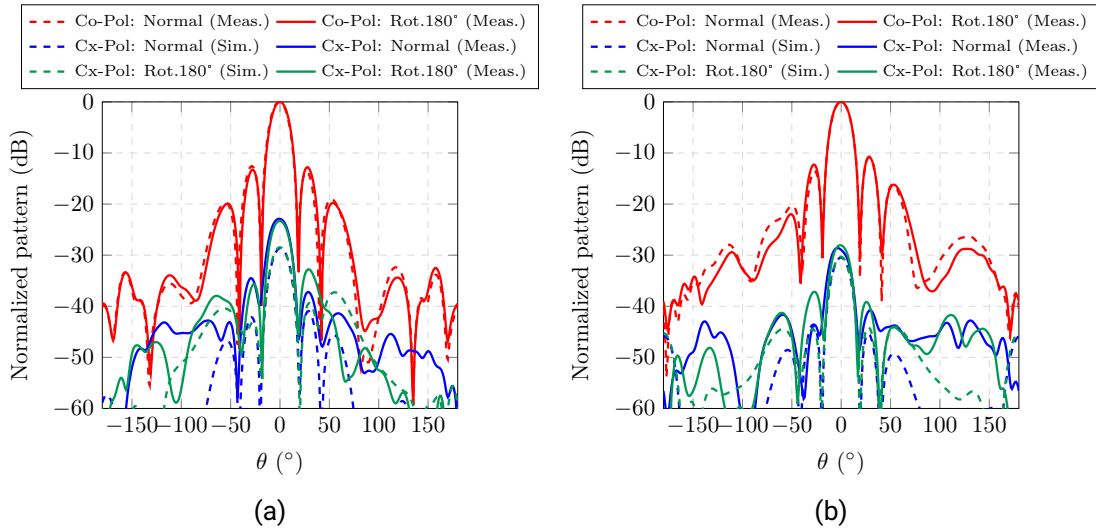 Co-Pol: Normal (Meas.) Co-Pol: Rot.180° (Meas.)
Cx-Pol: Normal (Sim.) Cx-Pol: Normal (Meas.)
Cx-Pol: Rot.180° (Sim.) Cx-Pol: Rot.180° (Meas.)
0
−10
−20
−30
−40
−50
−60
Normalized pattern (dB)
−150 −100 −50 0 50 100 150
θ (°)
(a)
Co-Pol: Normal (Meas.) Co-Pol: Rot.180° (Meas.)
Cx-Pol: Normal (Sim.) Cx-Pol: Normal (Meas.)
Cx-Pol: Rot.180° (Sim.) Cx-Pol: Rot.180° (Meas.)
0
−10
−20
−30
−40
−50
−60
Normalized pattern (dB)
−150 −100 −50 0 50 100 150
θ (°)
(b)